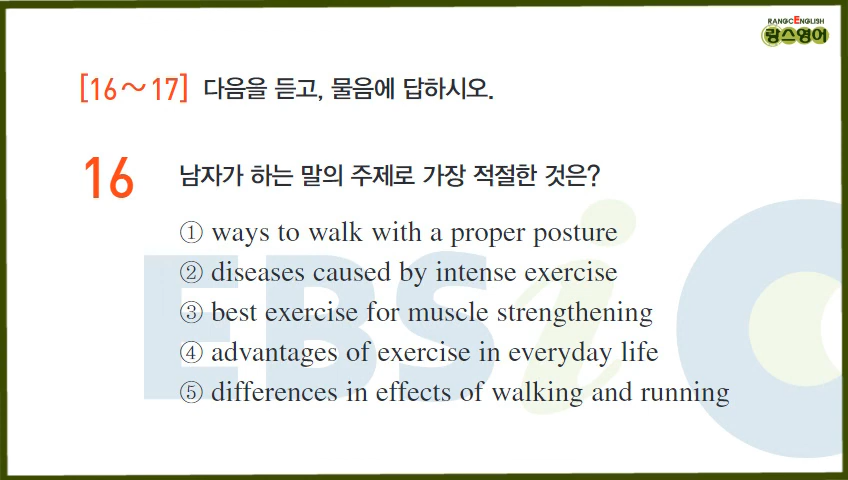 RANGCENGLISH
랑스영어
[16~17] 다음을 듣고, 물음에 답하시오.
16 남자가 하는 말의 주제로 가장 적절한 것은?
① ways to walk with a proper posture
② diseases caused by intense exercise
③ best exercise for muscle strengthening
④ advantages of exercise in everyday life
⑤ differences in effects of walking and running
EBSi